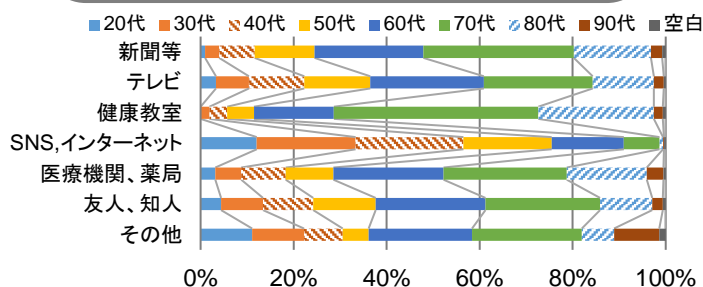 20代 30代 40代 50代 60代 70代 80代 90代 空白
新聞等
テレビ
健康教室
SNS,インターネット
医療機関、薬局
友人、知人
その他
0% 20% 40% 60% 80% 100%